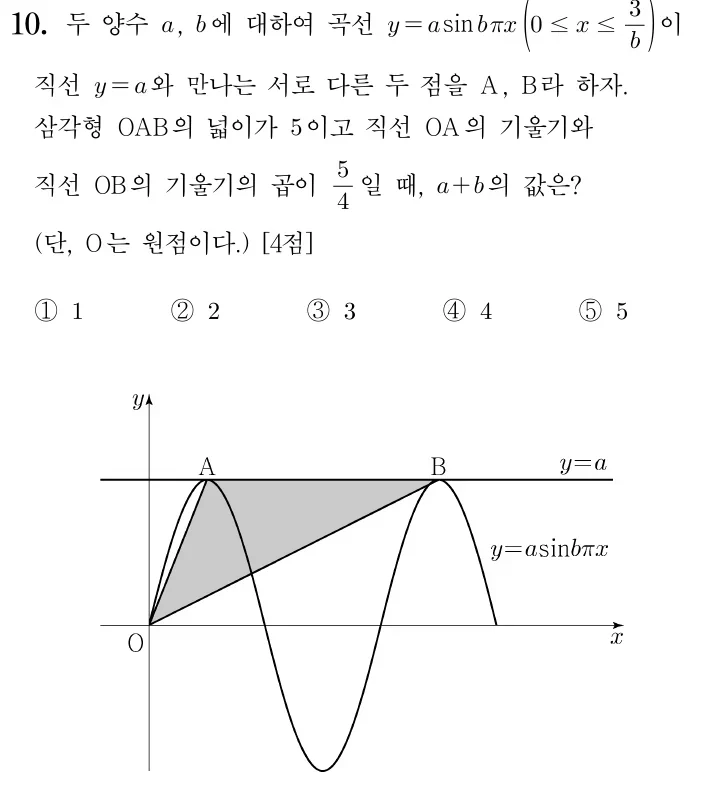 10. 두 양수 a, b에 대하여 곡선 y=asinbπx(0≤x≤3/b)이
직선 y=a와 만나는 서로 다른 두 점을 A, B라 하자.
삼각형 OAB의 넓이가 5이고 직선 OA의 기울기와
직선 OB의 기울기의 곱이 5/4일 때, a+b의 값은?
(단, O는 원점이다.) [4점]
① 1 ② 2 ③ 3 ④ 4 ⑤ 5
y
A B y=a
y=asinbπx
O x